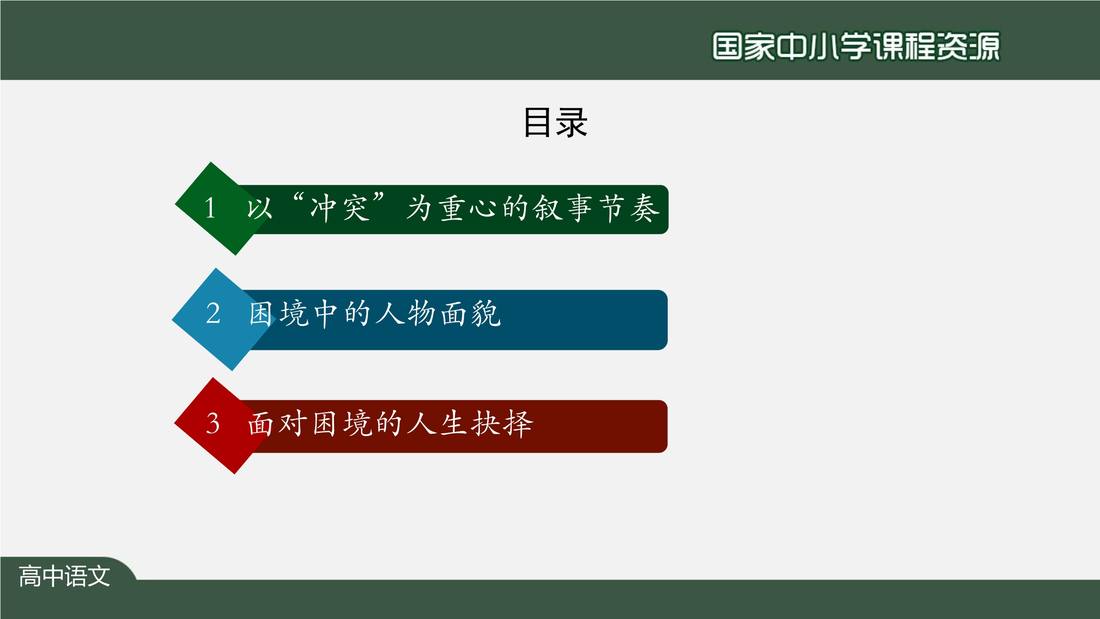 国家中小学课程资源
目录
1 以“冲突”为重心的叙事节奏
2 困境中的人物面貌
3 面对困境的人生抉择
高中语文